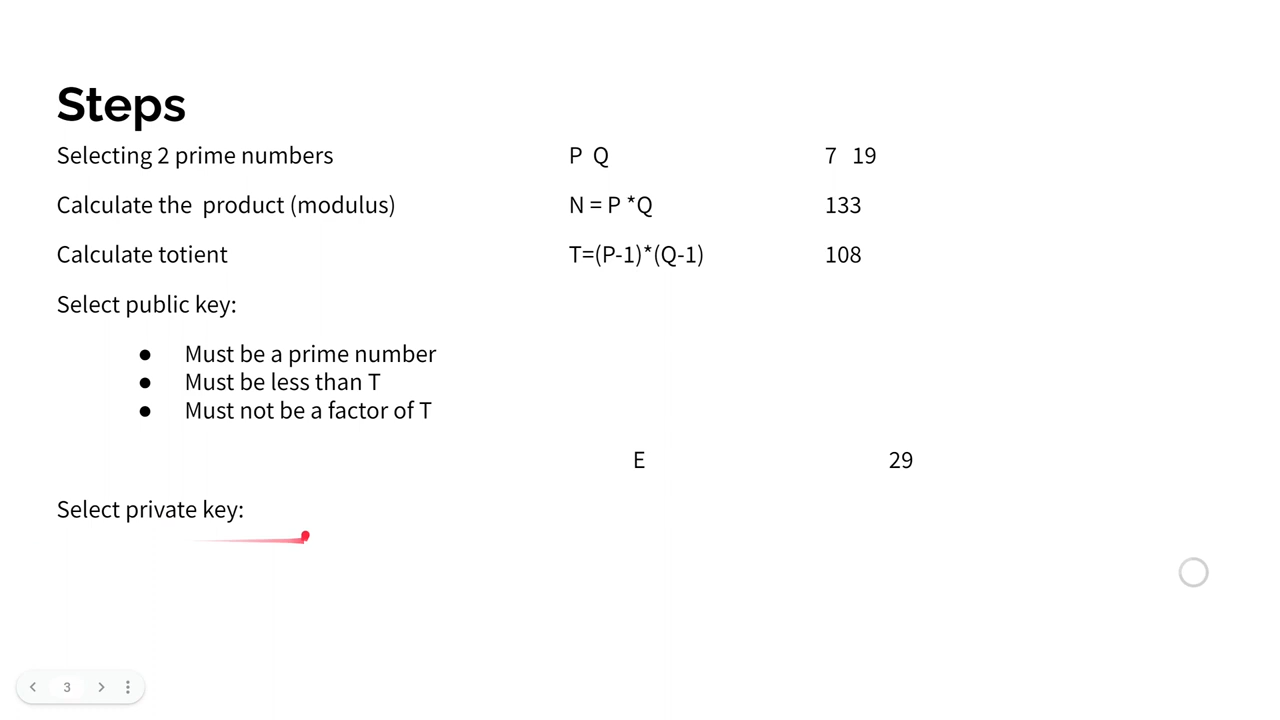 Steps
Selecting 2 prime numbers P Q 7 19
Calculate the product (modulus) N = P *Q 133
Calculate totient T=(P-1)*(Q-1) 108
Select public key:
● Must be a prime number
● Must be less than T
● Must not be a factor of T
E 29
Select private key:
3